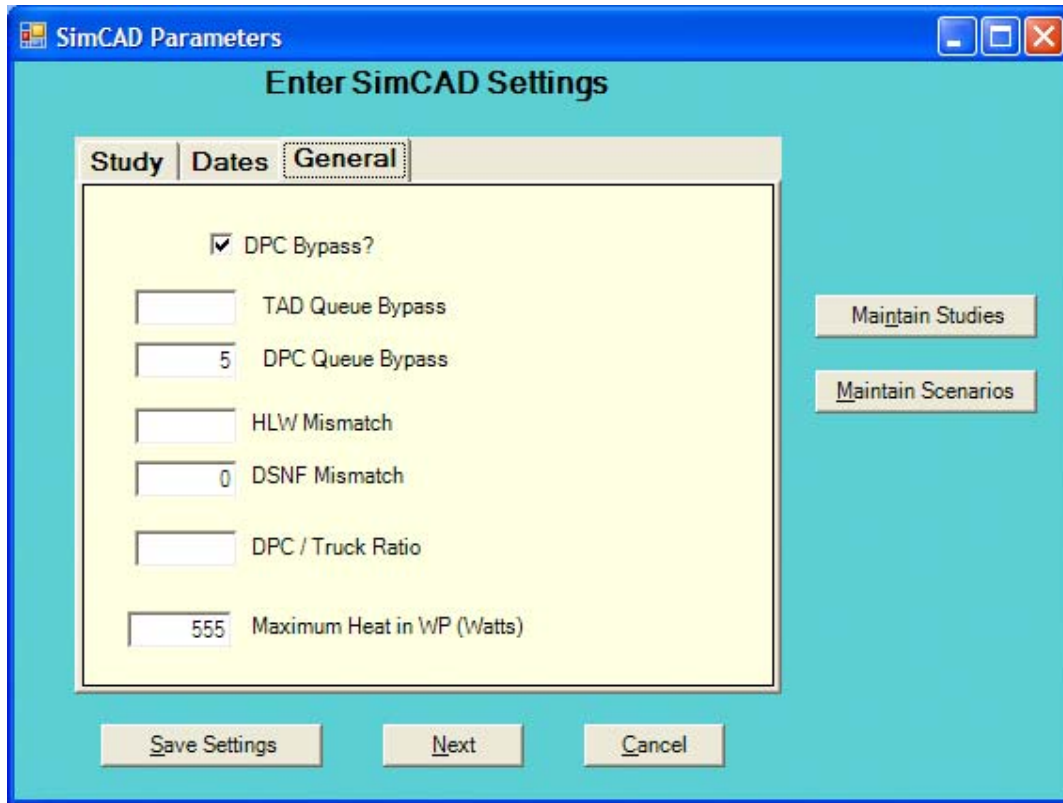 SimCAD Parameters
Enter SimCAD Settings
Study Dates General
DPC Bypass?
TAD Queue Bypass
5 DPC Queue Bypass
HLW Mismatch
0 DSNF Mismatch
DPC / Truck Ratio
555 Maximum Heat in WP (Watts)
Maintain Studies
Maintain Scenarios
Save Settings Next Cancel